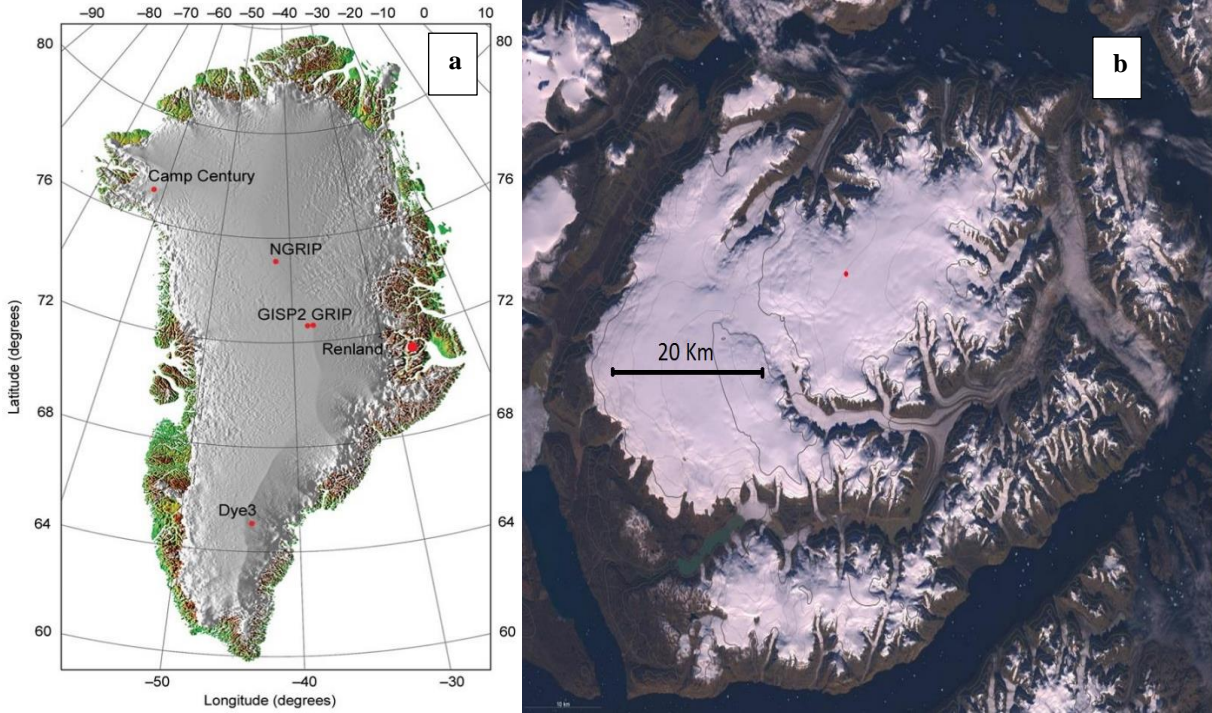 −90 −80 −70 −60 −50 −40 −30 −20 −10 0 10
a
80
80
Camp Century
76
76
NGRIP
72
72
GISP2 GRIP
Renland
Latitude (degrees)
68
68
Dye3
64
64
60
60
−50
−40
−30
Longitude (degrees)
b
20 Km
10 km